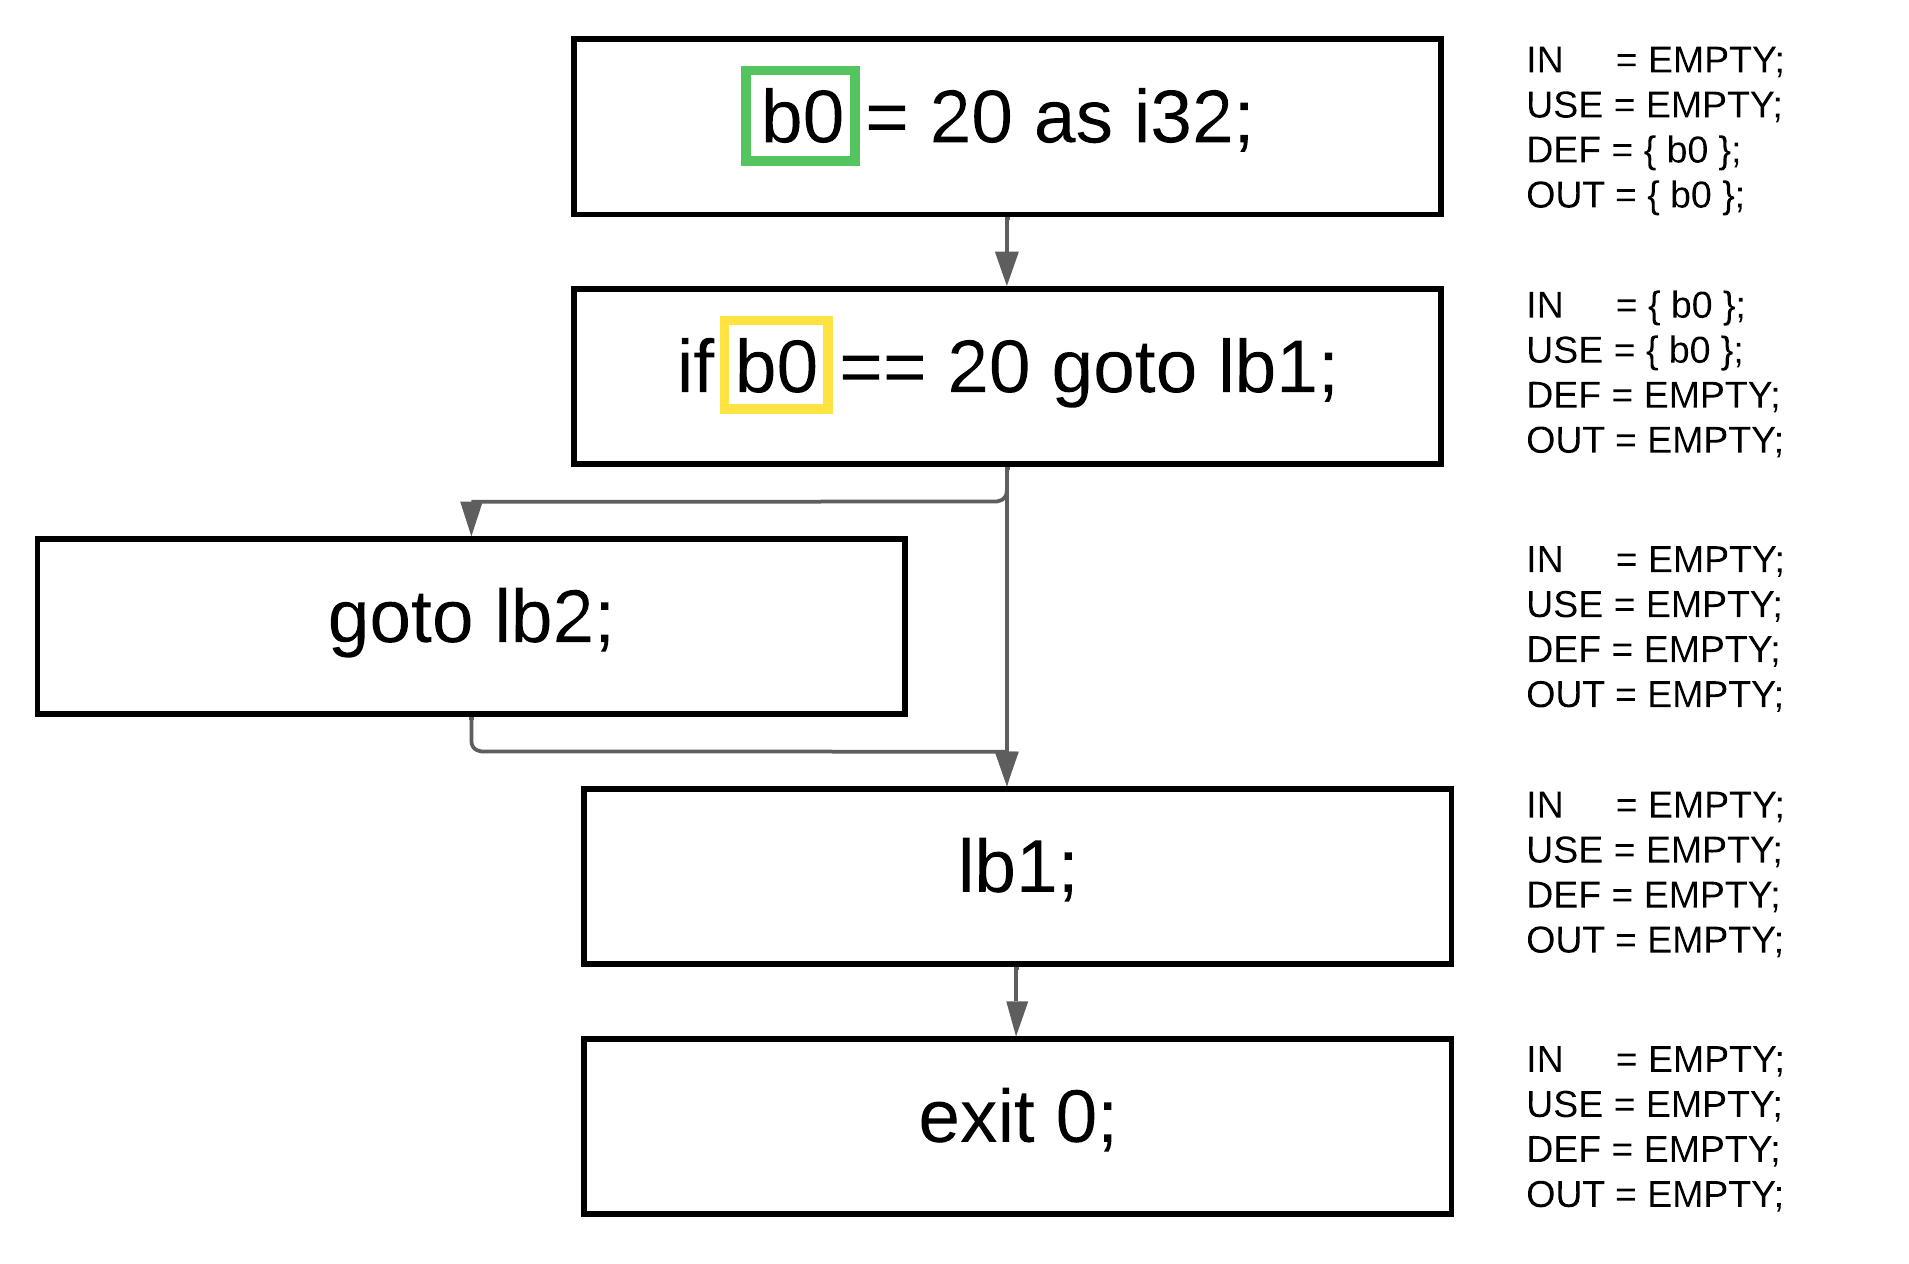 b0 = 20 as i32;
IN = EMPTY;
USE = EMPTY;
DEF = { b0 };
OUT = { b0 };
if b0 == 20 goto lb1;
IN = { b0 };
USE = { b0 };
DEF = EMPTY;
OUT = EMPTY;
goto lb2;
IN = EMPTY;
USE = EMPTY;
DEF = EMPTY;
OUT = EMPTY;
lb1;
IN = EMPTY;
USE = EMPTY;
DEF = EMPTY;
OUT = EMPTY;
exit 0;
IN = EMPTY;
USE = EMPTY;
DEF = EMPTY;
OUT = EMPTY;